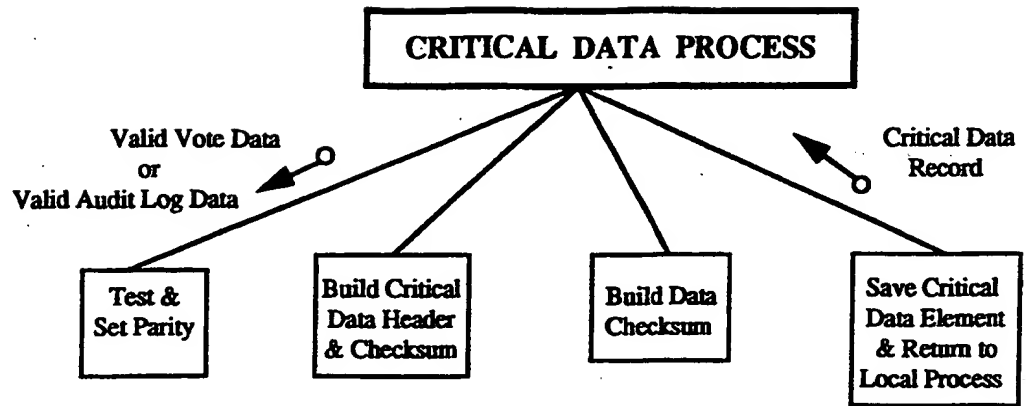 CRITICAL DATA PROCESS
Valid Vote Data
or
Valid Audit Log Data
Critical Data
Record
Test &
Set Parity
Build Critical
Data Header
& Checksum
Build Data
Checksum
Save Critical
Data Element
& Return to
Local Process